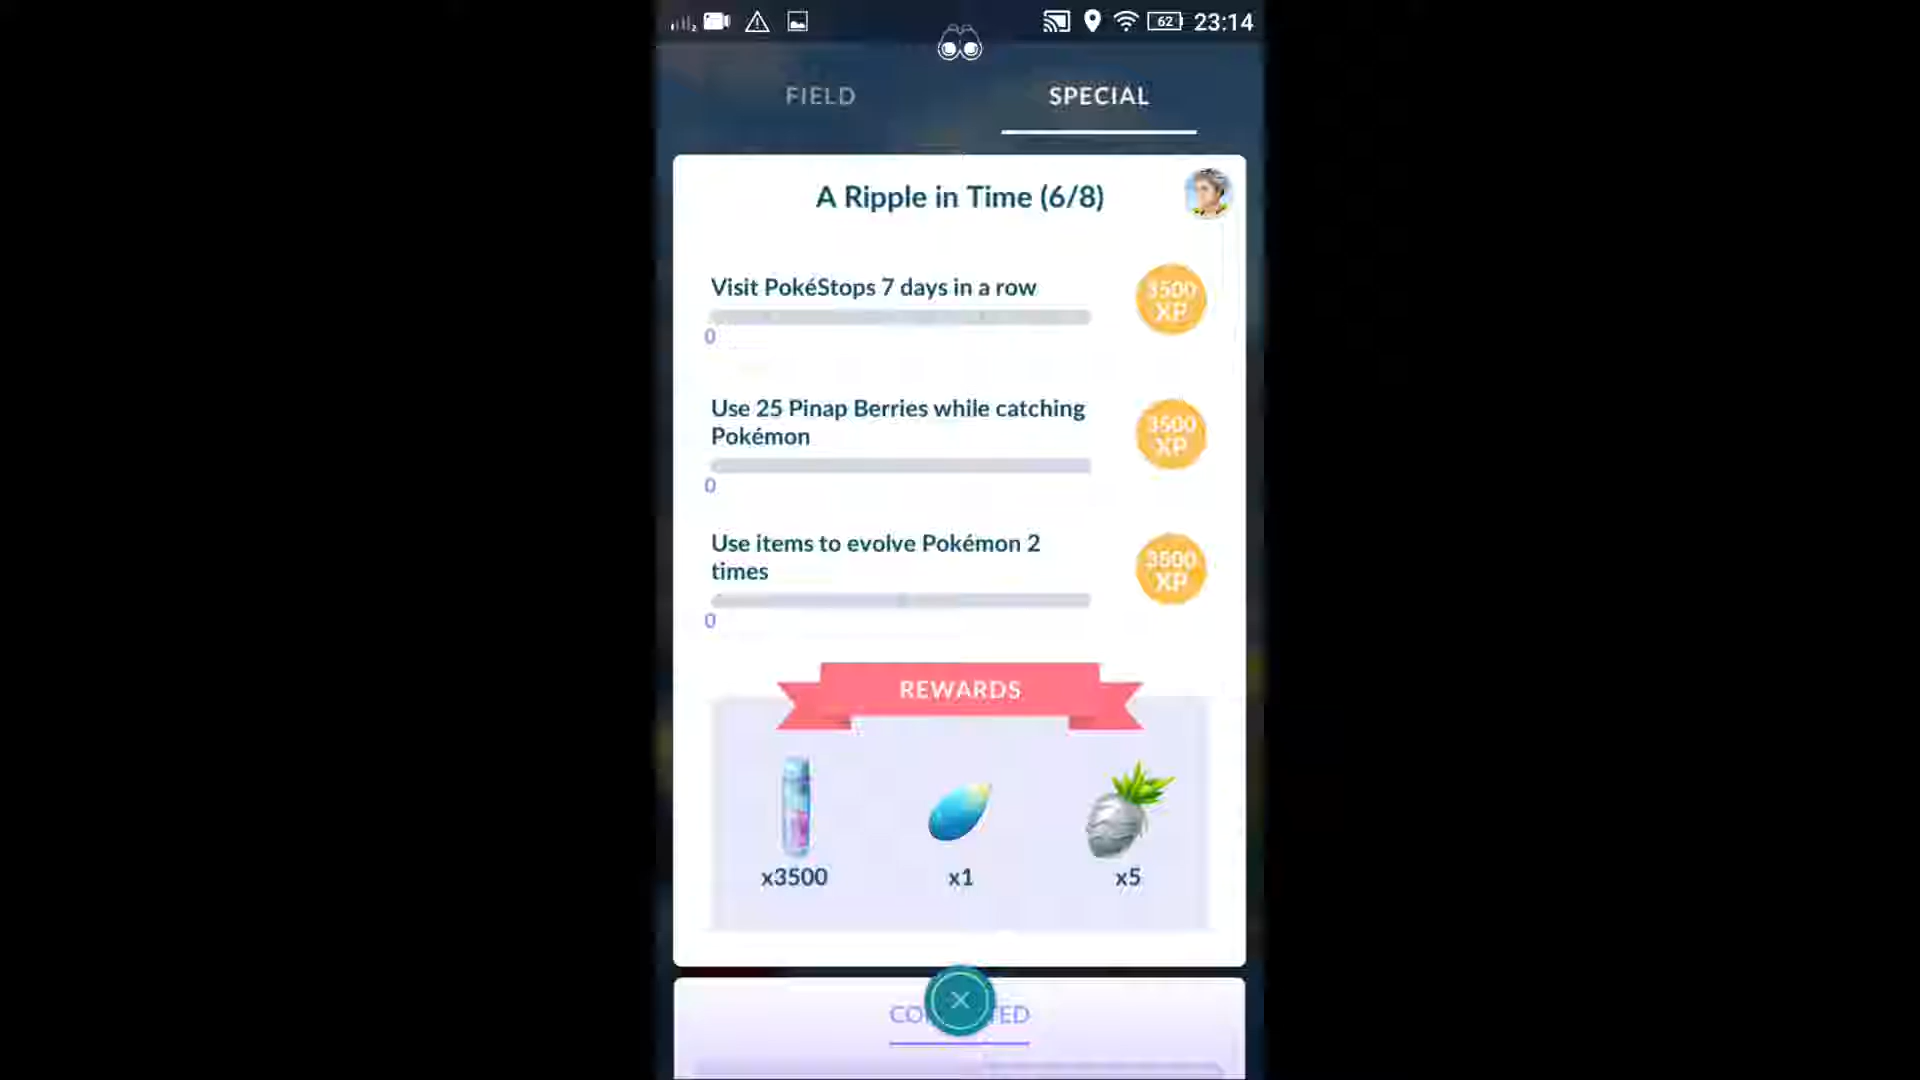 62 23:14
FIELD SPECIAL
A Ripple in Time (6/8)
Visit PokéStops 7 days in a row
3500
XP
0
Use 25 Pinap Berries while catching
Pokémon
3500
XP
0
Use items to evolve Pokémon 2
times
3500
XP
0
REWARDS
x3500 x1 x5